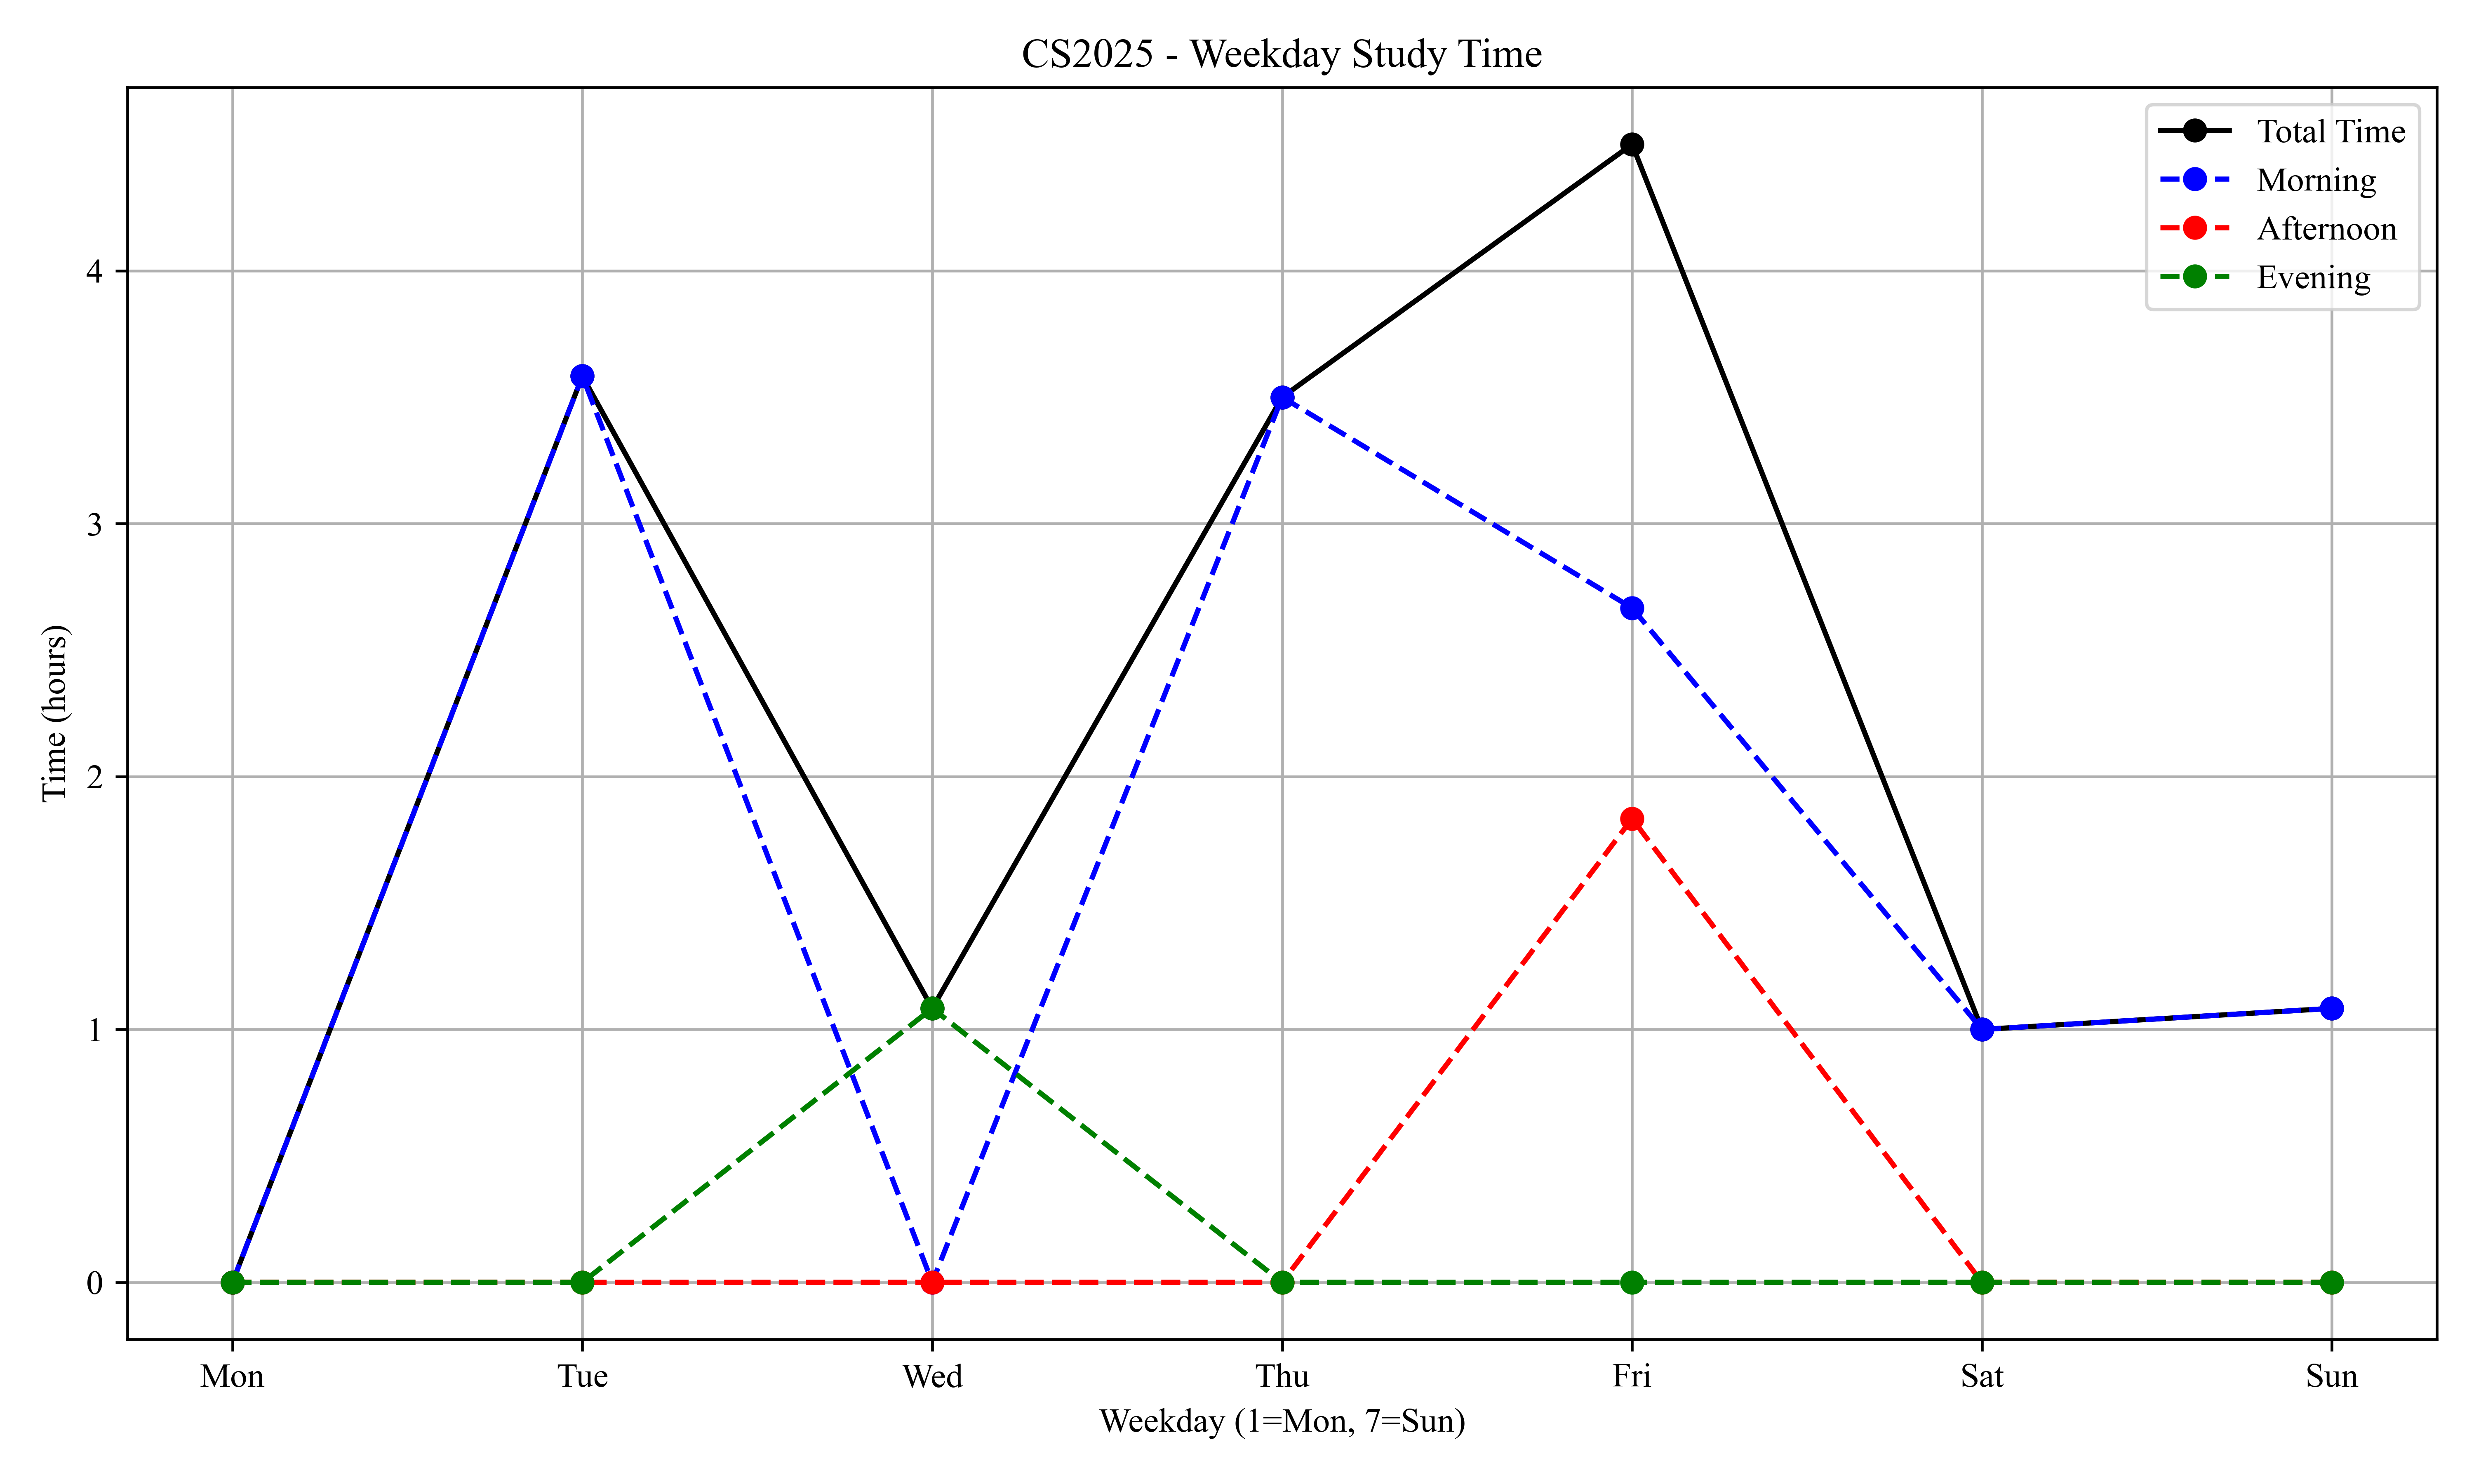 CS2025 - Weekday Study Time
Total Time
Morning
Afternoon
Evening
Time (hours)
4
3
2
1
0
Mon Tue Wed Thu Fri Sat Sun
Weekday (1=Mon, 7=Sun)